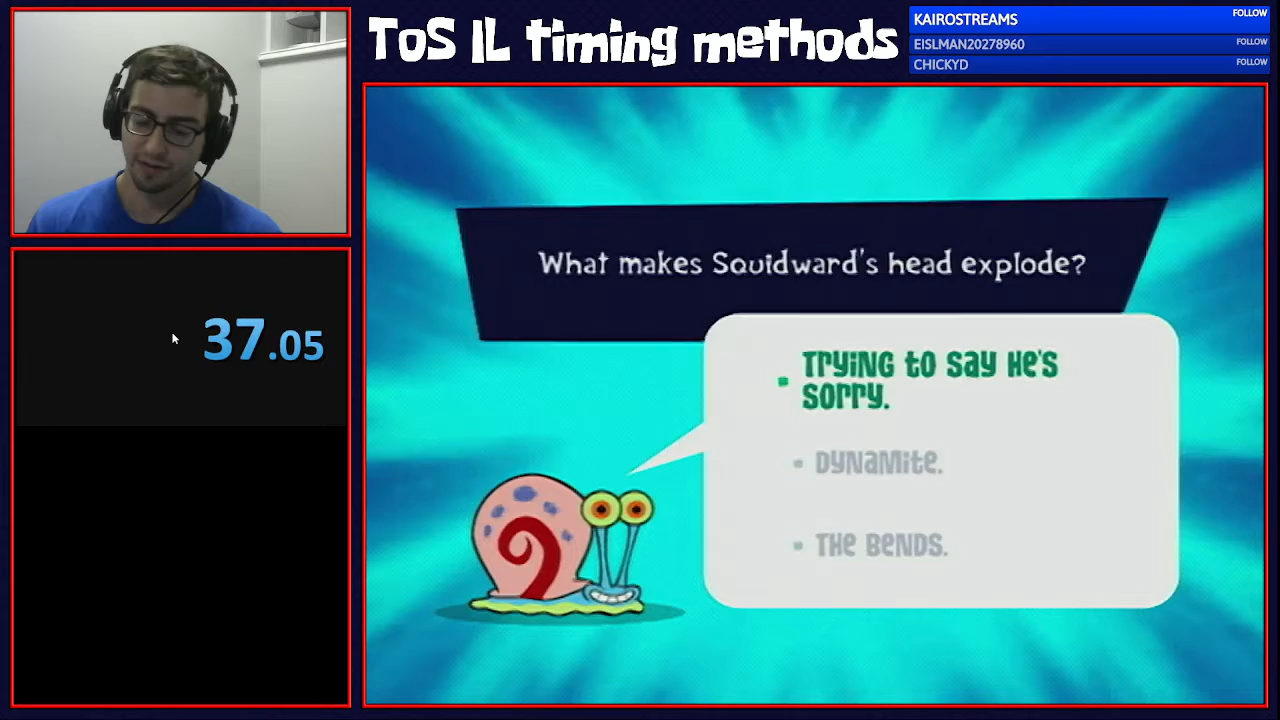 ToS IL timing methods
KAIROSTREAMS FOLLOW
EISLMAN20278960 FOLLOW
CHICKYD FOLLOW
What makes Squidward's head explode?
37.05
Trying to say he's
sorry.
Dynamite.
The bends.